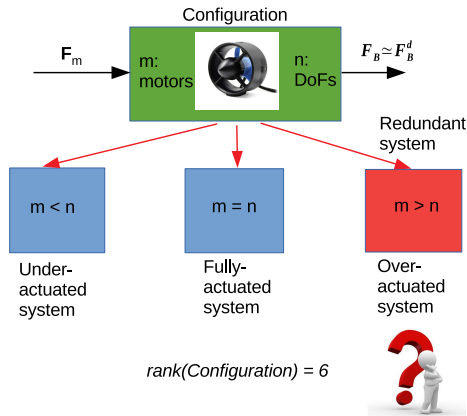 Configuration
F_m
m:
motors
n:
DoFs
F_B ≃ F_B^d
Redundant
system
m < n
m = n
m > n
Under-
actuated
system
Fully-
actuated
system
Over-
actuated
system
rank(Configuration) = 6